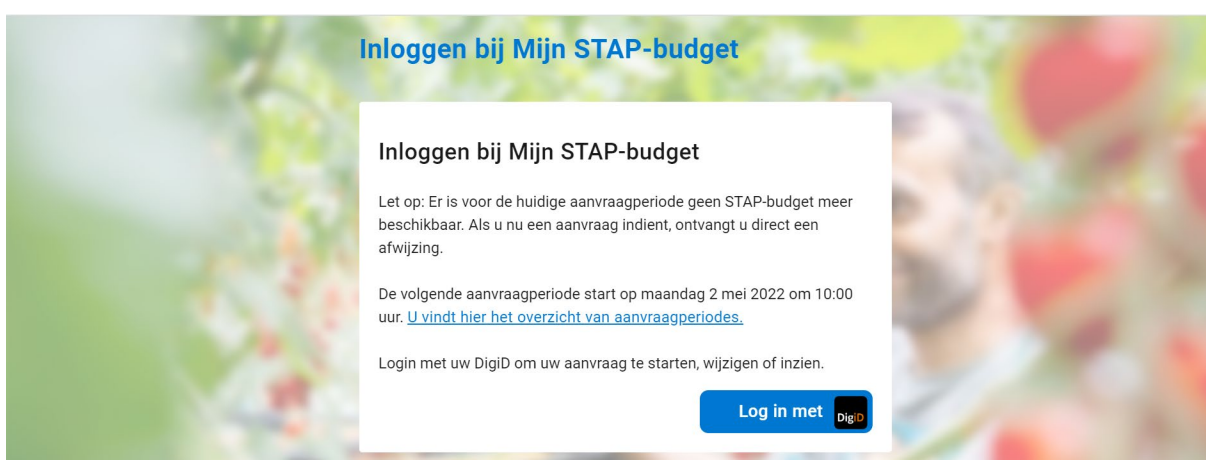 Inloggen bij Mijn STAP-budget
Inloggen bij Mijn STAP-budget
Let op: Er is voor de huidige aanvraagperiode geen STAP-budget meer
beschikbaar. Als u nu een aanvraag indient, ontvangt u direct een
afwijzing.
De volgende aanvraagperiode start op maandag 2 mei 2022 om 10:00
uur. U vindt hier het overzicht van aanvraagperiodes.
Login met uw DigiD om uw aanvraag te starten, wijzigen of inzien.
Log in met DigiD